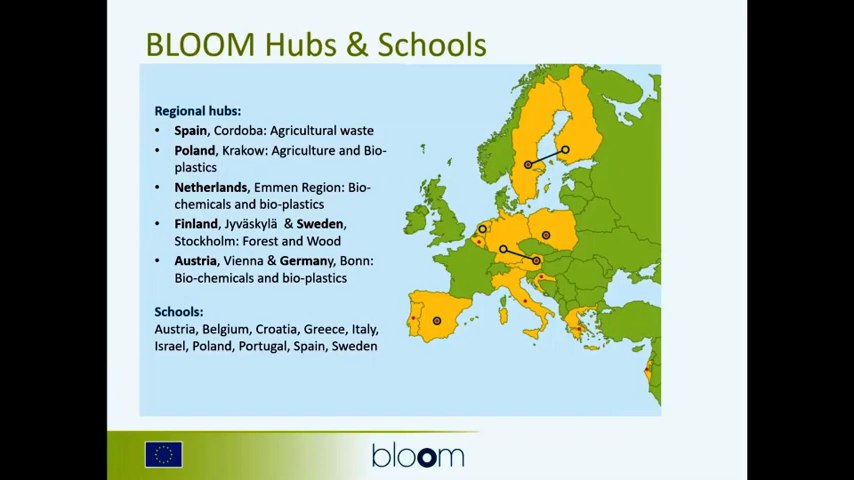 BLOOM Hubs & Schools
Regional hubs:
• Spain, Cordoba: Agricultural waste
• Poland, Krakow: Agriculture and Bio-
plastics
• Netherlands, Emmen Region: Bio-
chemicals and bio-plastics
• Finland, Jyväskylä & Sweden,
Stockholm: Forest and Wood
• Austria, Vienna & Germany, Bonn:
Bio-chemicals and bio-plastics
Schools:
Austria, Belgium, Croatia, Greece, Italy,
Israel, Poland, Portugal, Spain, Sweden
bloom